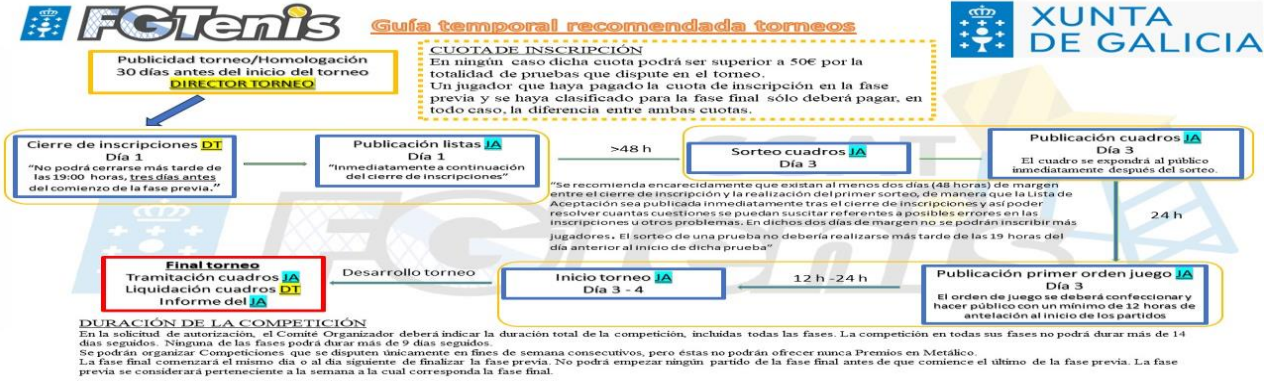 FGTenis
Guía temporal recomendada torneos
XUNTA
DE GALICIA
Publicidad torneo/Homologación
30 días antes del inicio del torneo
DIRECTOR TORNEO
CUOTA DE INSCRIPCIÓN
En ningún caso dicha cuota podrá ser superior a 50€ por la
totalidad de pruebas que dispute en el torneo.
Un jugador que haya pagado la cuota de inscripción en la fase
previa y se haya clasificado para la fase final sólo deberá pagar, en
todo caso, la diferencia entre ambas cuotas.
Cierre de inscripciones DT
Día 1
"No podrá cerrarse más tarde de
las 19:00 horas, tres días antes
del comienzo de la fase previa."
Publicación listas JA
Día 1
"Inmediatamente a continuación
del cierre de inscripciones"
>48 h
Sorteo cuadros JA
Día 3
Publicación cuadros JA
Día 3
El cuadro se expondrá al público
inmediatamente después del sorteo.
"Se recomienda encarecidamente que existan al menos dos días (48 horas) de margen
entre el cierre de inscripción y la realización del primer sorteo, de manera que la Lista de
Aceptación sea publicada inmediatamente tras el cierre de inscripciones y así poder
resolver cuantas cuestiones se puedan suscitar referentes a posibles errores en las
inscripciones u otros problemas. En dichos dos días de margen no se podrán inscribir más
jugadores. El sorteo de una prueba no debería realizarse más tarde de las 19 horas del
día anterior al inicio de dicha prueba"
24 h
Final torneo
Tramitación cuadros JA
Liquidación cuadros DT
Informe del JA
Desarrollo torneo
Inicio torneo JA
Día 3 - 4
12 h -24 h
Publicación primer orden juego JA
Día 3
El orden de juego se deberá confeccionar y
hacer público con un mínimo de 12 horas de
antelación al inicio de los partidos
DURACIÓN DE LA COMPETICIÓN
En la solicitud de autorización, el Comité Organizador deberá indicar la duración total de la competición, incluidas todas las fases. La competición en todas sus fases no podrá durar más de 14
días seguidos. Ninguna de las fases podrá durar más de 9 días seguidos.
Se podrán organizar Competiciones que se disputen únicamente en fines de semana consecutivos, pero éstas no podrán ofrecer nunca Premios en Metálico.
La fase final comenzará el mismo dia o al día siguiente de finalizar la fase previa. No podrá empezar ningún partido de la fase final antes de que comience el último de la fase previa. La fase
previa se considerará perteneciente a la semana a la cual corresponda la fase final.